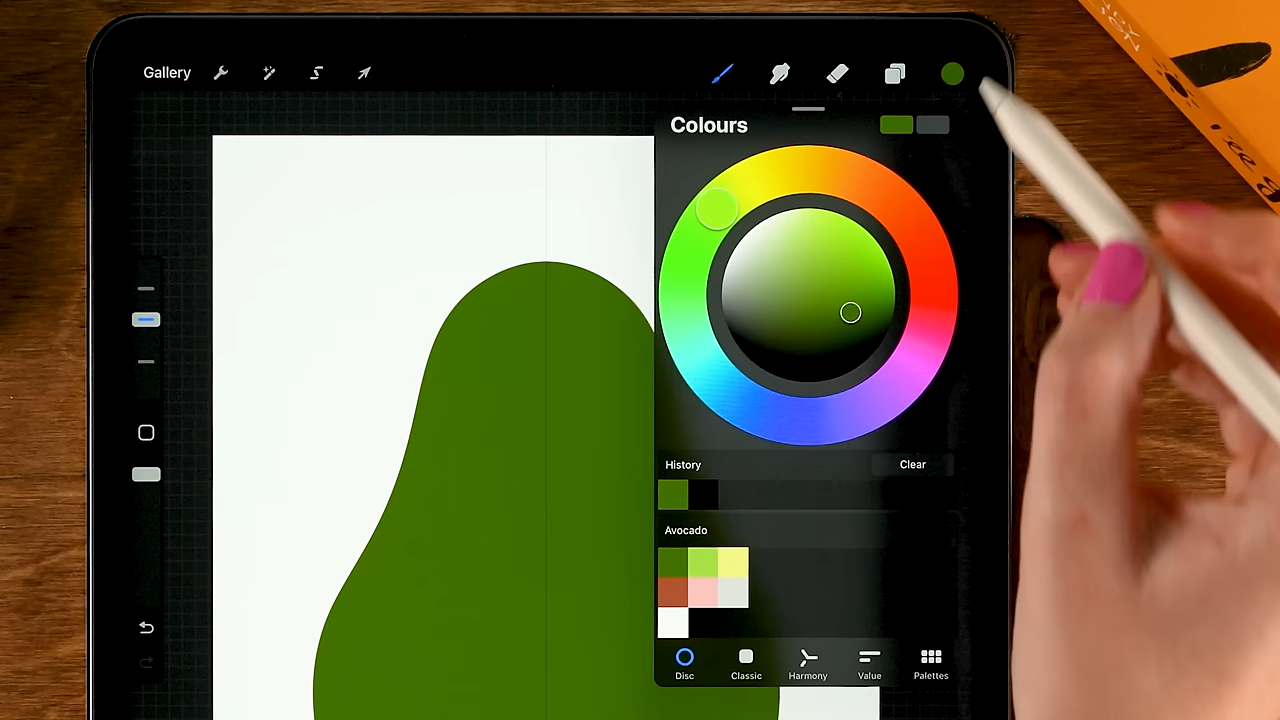 Gallery
Colours
History
Clear
Avocado
Disc
Classic
Harmony
Value
Palettes